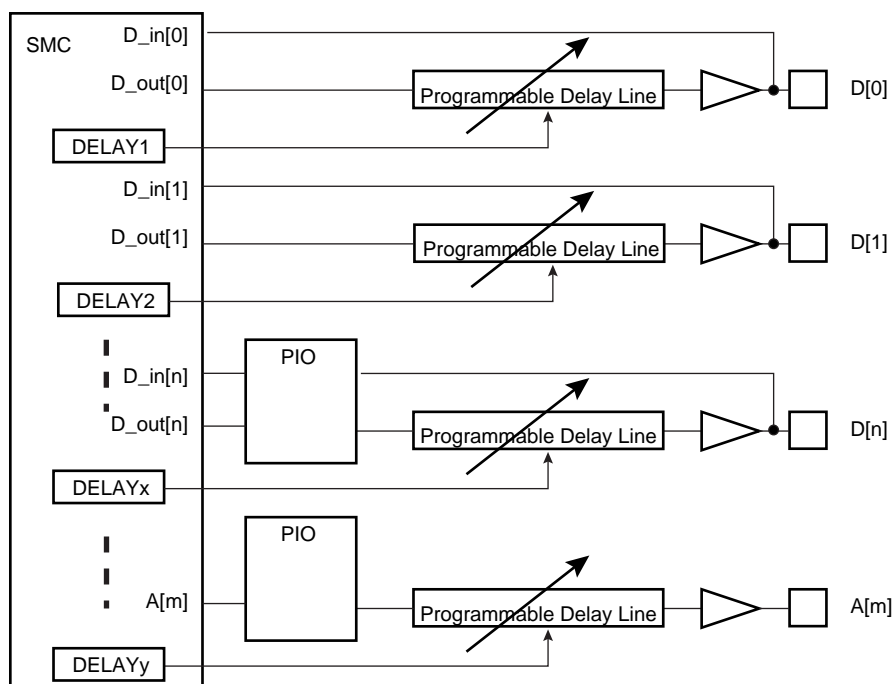 SMC
D_in[0]
D_out[0]
Programmable Delay Line
D[0]
DELAY1
D_in[1]
D_out[1]
Programmable Delay Line
D[1]
DELAY2
PIO
D_in[n]
D_out[n]
Programmable Delay Line
D[n]
DELAYx
PIO
A[m]
Programmable Delay Line
A[m]
DELAYy